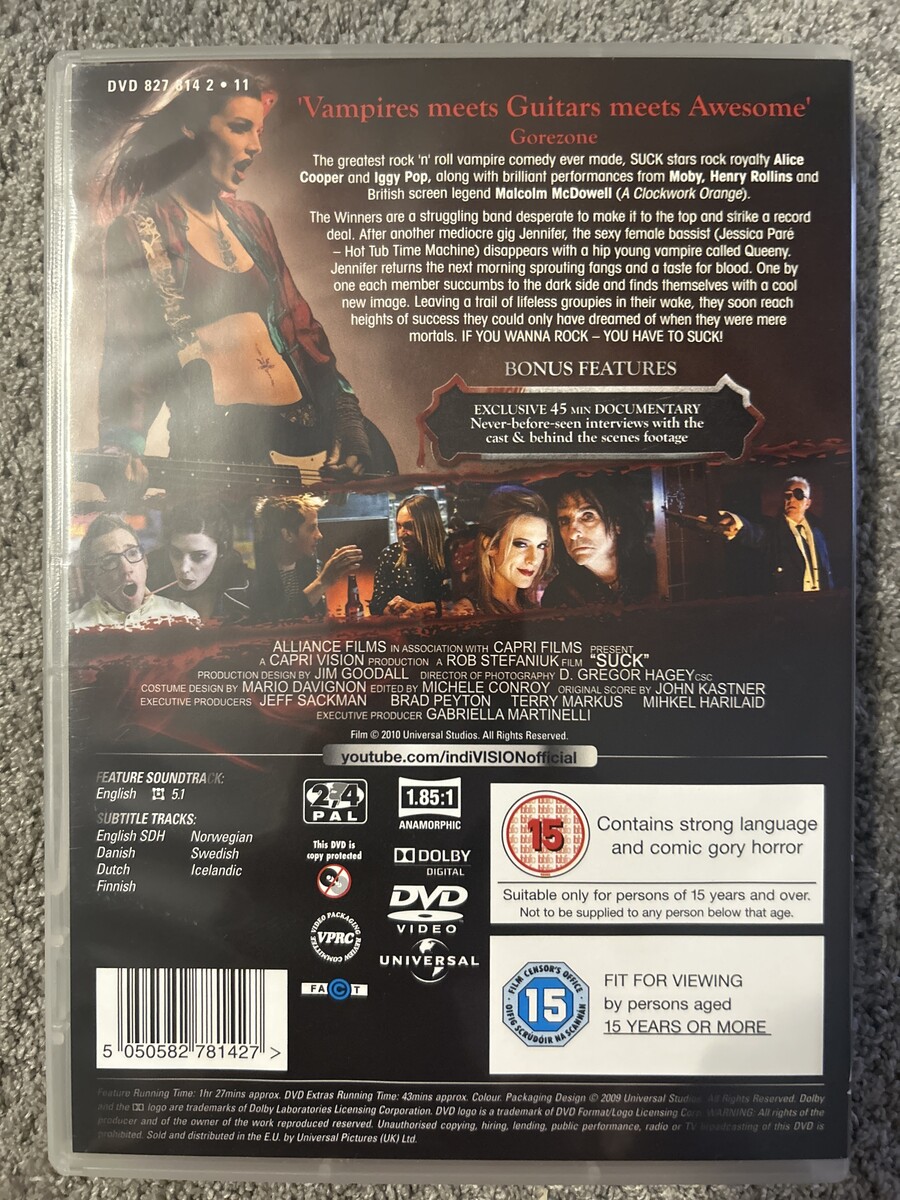 DVD 827 814 2 • 11
'Vampires meets Guitars meets Awesome'
Gorezone
The greatest rock 'n' roll vampire comedy ever made, SUCK stars rock royalty Alice
Cooper and Iggy Pop, along with brilliant performances from Moby, Henry Rollins and
British screen legend Malcolm McDowell (A Clockwork Orange).
The Winners are a struggling band desperate to make it to the top and strike a record
deal. After another mediocre gig Jennifer, the sexy female bassist (Jessica Paré
– Hot Tub Time Machine) disappears with a hip young vampire called Queeny.
Jennifer returns the next morning sprouting fangs and a taste for blood. One by
one each member succumbs to the dark side and finds themselves with a cool
new image. Leaving a trail of lifeless groupies in their wake, they soon reach
heights of success they could only have dreamed of when they were mere
mortals. IF YOU WANNA ROCK – YOU HAVE TO SUCK!
BONUS FEATURES
EXCLUSIVE 45 MIN DOCUMENTARY
Never-before-seen interviews with the
cast & behind the scenes footage
ALLIANCE FILMS IN ASSOCIATION WITH CAPRI FILMS PRESENT
A CAPRI VISION PRODUCTION A ROB STEFANIUK FILM "SUCK"
PRODUCTION DESIGN BY JIM GOODALL DIRECTOR OF PHOTOGRAPHY D. GREGOR HAGEY CSC
COSTUME DESIGN BY MARIO DAVIGNON EDITED BY MICHELE CONROY ORIGINAL SCORE BY JOHN KASTNER
EXECUTIVE PRODUCERS JEFF SACKMAN BRAD PEYTON TERRY MARKUS MIHKEL HARILAID
EXECUTIVE PRODUCER GABRIELLA MARTINELLI
Film © 2010 Universal Studios. All Rights Reserved.
youtube.com/indiVISIONofficial
FEATURE SOUNDTRACK:
English 5.1
SUBTITLE TRACKS:
English SDH Norwegian
Danish Swedish
Dutch Icelandic
Finnish
2,4
PAL
This DVD is
copy protected
VIDEO PACKAGING REVIEW COMMITTEE
VPRC
FACT
1.85:1
ANAMORPHIC
DOLBY
DIGITAL
DVD
VIDEO
UNIVERSAL
15
Contains strong language
and comic gory horror
Suitable only for persons of 15 years and over.
Not to be supplied to any person below that age.
FILM CENSOR'S OFFICE
15
OIFIG SCRÚDÓIR NA SCANNÁN
FIT FOR VIEWING
by persons aged
15 YEARS OR MORE
5 050582 781427 >
Feature Running Time: 1hr 27mins approx. DVD Extras Running Time: 43mins approx. Colour. Packaging Design © 2009 Universal Studios. All Rights Reserved. Dolby
and the logo are trademarks of Dolby Laboratories Licensing Corporation. DVD logo is a trademark of DVD Format/Logo Licensing Corp. WARNING: All rights of the
producer and of the owner of the work reproduced reserved. Unauthorised copying, hiring, lending, public performance, radio or TV broadcasting of this DVD is
prohibited. Sold and distributed in the E.U. by Universal Pictures (UK) Ltd.